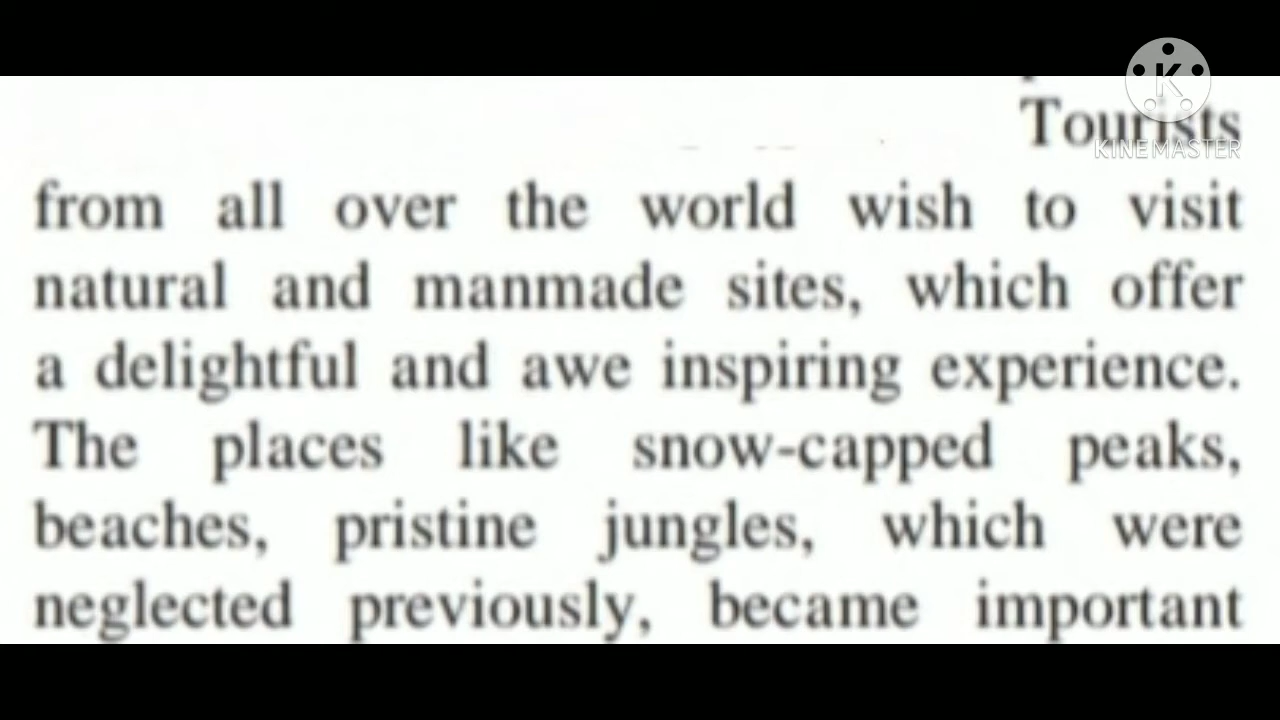 K
KINEMASTER
Tourists
from all over the world wish to visit
natural and manmade sites, which offer
a delightful and awe inspiring experience.
The places like snow-capped peaks,
beaches, pristine jungles, which were
neglected previously, became important